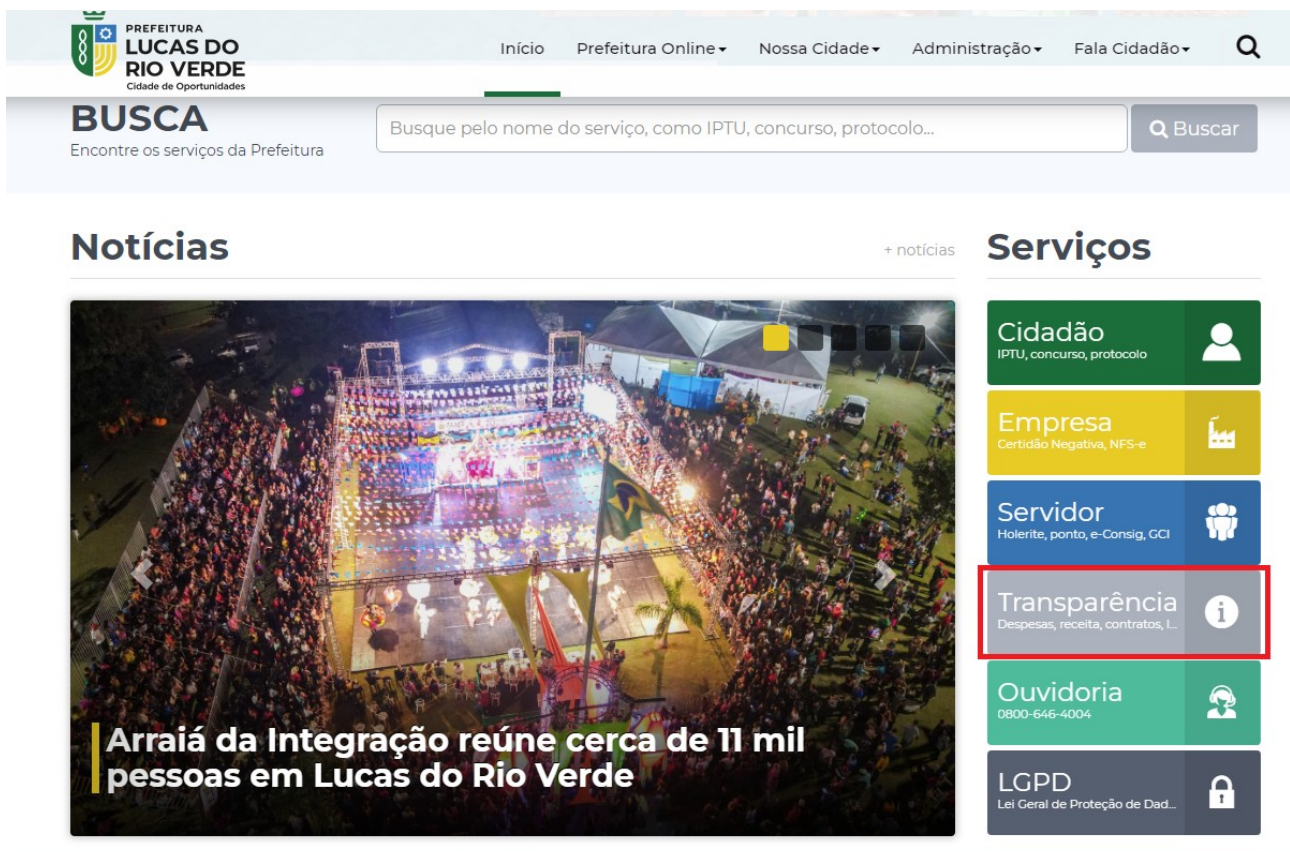 PREFEITURA
LUCAS DO
RIO VERDE
Cidade de Oportunidades
Início Prefeitura Online Nossa Cidade Administração Fala Cidadão
BUSCA
Encontre os serviços da Prefeitura
Busque pelo nome do serviço, como IPTU, concurso, protocolo...
Buscar
Notícias
+ notícias
Arraiá da Integração reúne cerca de 11 mil
pessoas em Lucas do Rio Verde
Serviços
Cidadão
IPTU, concurso, protocolo
Empresa
Certidão Negativa, NFS-e
Servidor
Holerite, ponto, e-Consig, GCI
Transparência
Despesas, receita, contratos, l...
Ouvidoria
0800-646-4004
LGPD
Lei Geral de Proteção de Dad...